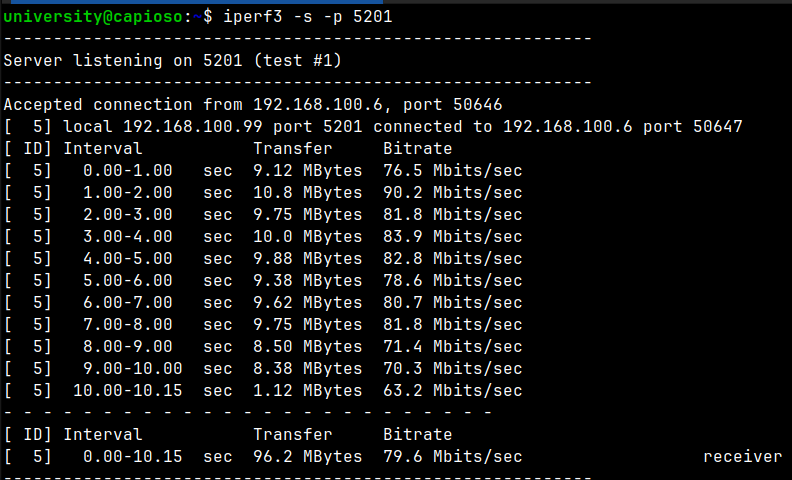 university@capioso:~$ iperf3 -s -p 5201
-----------------------------------------------------------
Server listening on 5201 (test #1)
-----------------------------------------------------------
Accepted connection from 192.168.100.6, port 50646
[  5] local 192.168.100.99 port 5201 connected to 192.168.100.6 port 50647
[ ID] Interval           Transfer     Bitrate
[  5]   0.00-1.00   sec  9.12 MBytes  76.5 Mbits/sec
[  5]   1.00-2.00   sec  10.8 MBytes  90.2 Mbits/sec
[  5]   2.00-3.00   sec  9.75 MBytes  81.8 Mbits/sec
[  5]   3.00-4.00   sec  10.0 MBytes  83.9 Mbits/sec
[  5]   4.00-5.00   sec  9.88 MBytes  82.8 Mbits/sec
[  5]   5.00-6.00   sec  9.38 MBytes  78.6 Mbits/sec
[  5]   6.00-7.00   sec  9.62 MBytes  80.7 Mbits/sec
[  5]   7.00-8.00   sec  9.75 MBytes  81.8 Mbits/sec
[  5]   8.00-9.00   sec  8.50 MBytes  71.4 Mbits/sec
[  5]   9.00-10.00  sec  8.38 MBytes  70.3 Mbits/sec
[  5]  10.00-10.15  sec  1.12 MBytes  63.2 Mbits/sec
- - - - - - - - - - - - - - - - - - - - - - - - -
[ ID] Interval           Transfer     Bitrate
[  5]   0.00-10.15  sec  96.2 MBytes  79.6 Mbits/sec                  receiver
-----------------------------------------------------------